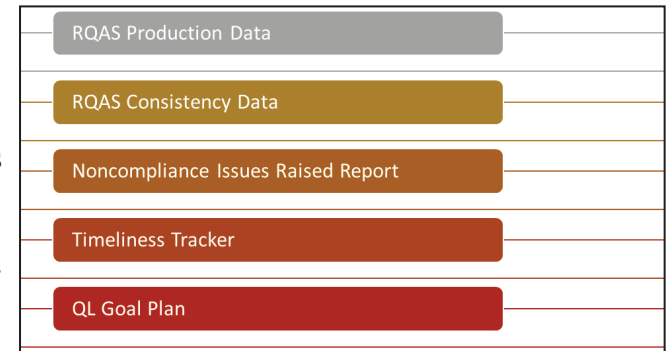 RQAS Production Data
RQAS Consistency Data
Noncompliance Issues Raised Report
Timeliness Tracker
QL Goal Plan